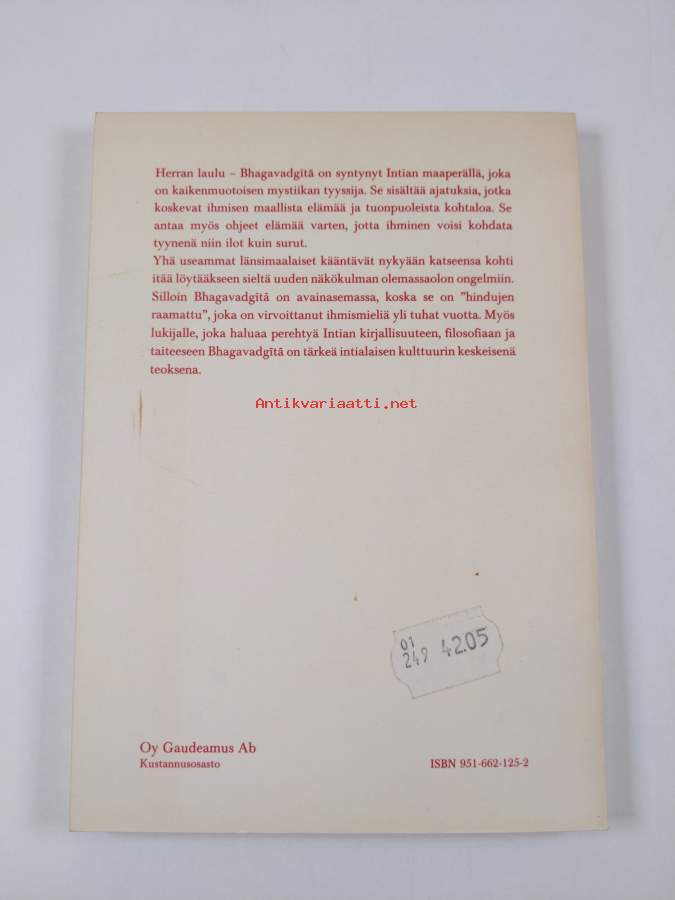 Herran laulu – Bhagavadgîtâ on syntynyt Intian maaperällä, joka
on kaikenmuotoisen mystiikan tyyssija. Se sisältää ajatuksia, jotka
koskevat ihmisen maallista elämää ja tuonpuoleista kohtaloa. Se
antaa myös ohjeet elämää varten, jotta ihminen voisi kohdata
tyynenä niin ilot kuin surut.
Yhä useammat länsimaalaiset kääntävät nykyään katseensa kohti
itää löytääkseen sieltä uuden näkökulman olemassaolon ongelmiin.
Silloin Bhagavadgîtâ on avainasemassa, koska se on ”hindujen
raamattu”, joka on virvoittanut ihmismieliä yli tuhat vuotta. Myös
lukijalle, joka haluaa perehtyä Intian kirjallisuuteen, filosofiaan ja
taiteeseen Bhagavadgîtâ on tärkeä intialaisen kulttuurin keskeisenä
teoksena.
Antikvariaatti.net
01
249 42.05
Oy Gaudeamus Ab
Kustannusosasto
ISBN 951-662-125-2